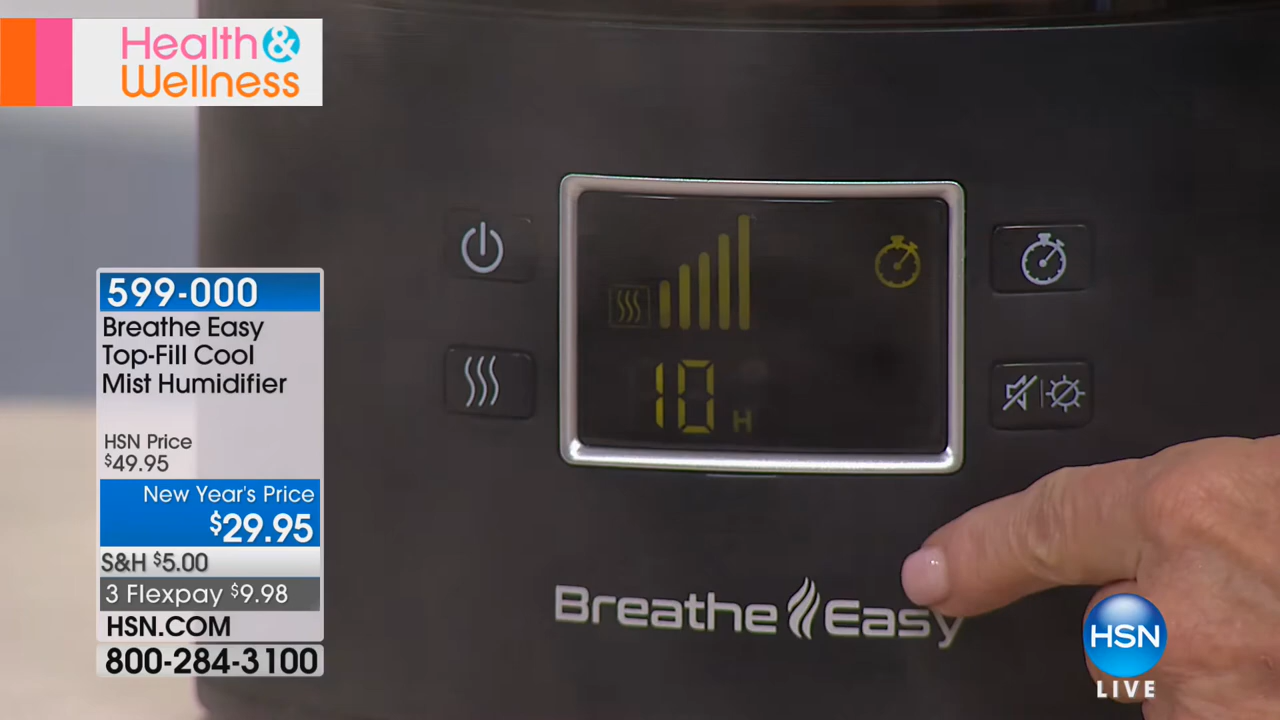 Health&
Wellness
599-000
Breathe Easy
Top-Fill Cool
Mist Humidifier
HSN Price
$49.95
New Year's Price
$29.95
S&H $5.00
3 Flexpay $9.98
HSN.COM
800-284-3100
10 H
Breathe Easy
HSN
LIVE